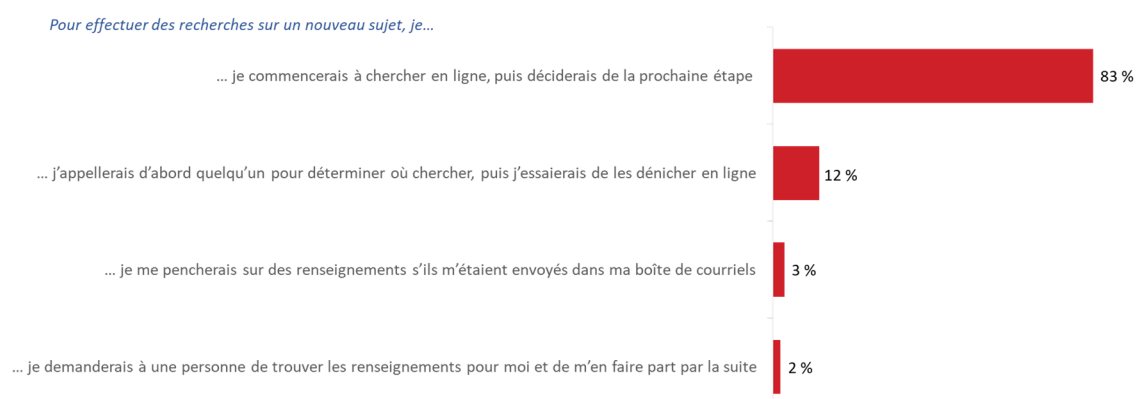 Pour effectuer des recherches sur un nouveau sujet, je…
… je commencerais à chercher en ligne, puis déciderais de la prochaine étape
83 %
… j’appellerais d’abord quelqu’un pour déterminer où chercher, puis j’essaierais de les dénicher en ligne
12 %
… je me pencherais sur des renseignements s’ils m’étaient envoyés dans ma boîte de courriels
3 %
… je demanderais à une personne de trouver les renseignements pour moi et de m’en faire part par la suite
2 %